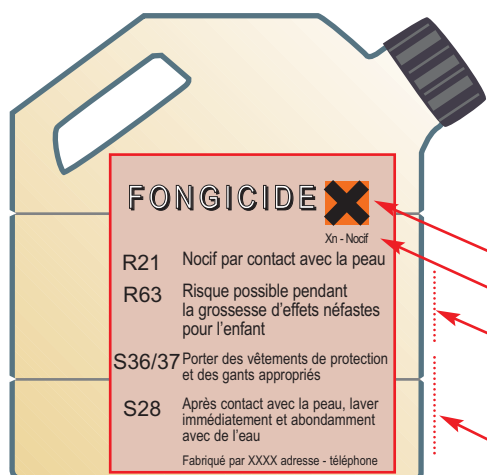 FONGICIDE
Xn - Nocif
R21 Nocif par contact avec la peau
R63 Risque possible pendant
la grossesse d'effets néfastes
pour l'enfant
S36/37 Porter des vêtements de protection
et des gants appropriés
S28 Après contact avec la peau, laver
immédiatement et abondamment
avec de l'eau
Fabriqué par XXXX adresse - téléphone